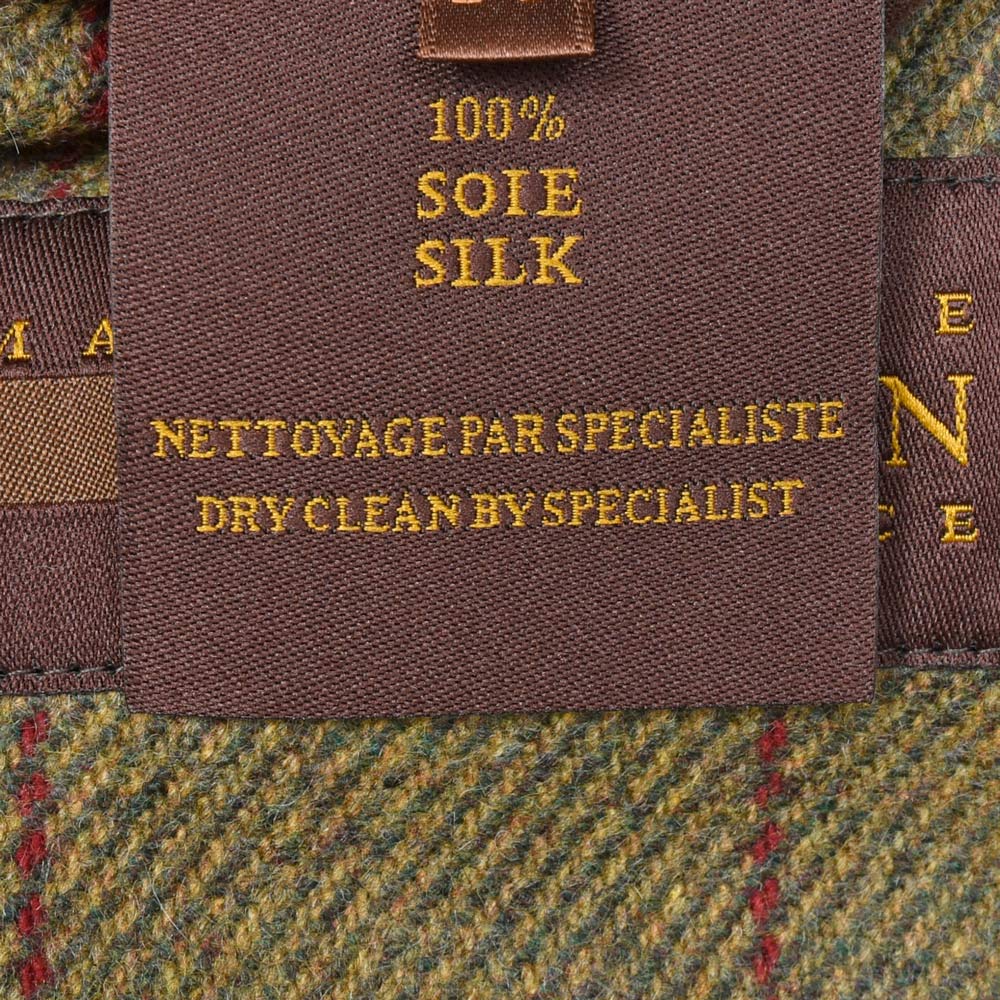 100%
SOIE
SILK
NETTOYAGE PAR SPECIALISTE
DRY CLEAN BY SPECIALIST
M A
E
N
C E